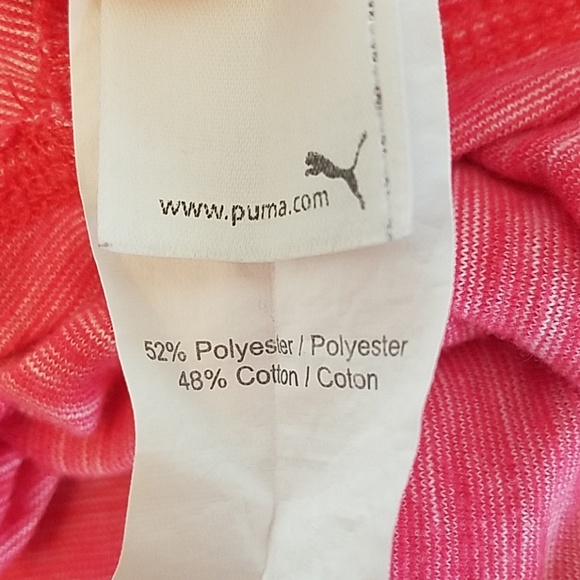 www.puma.com
52% Polyester / Polyester
48% Cotton / Coton